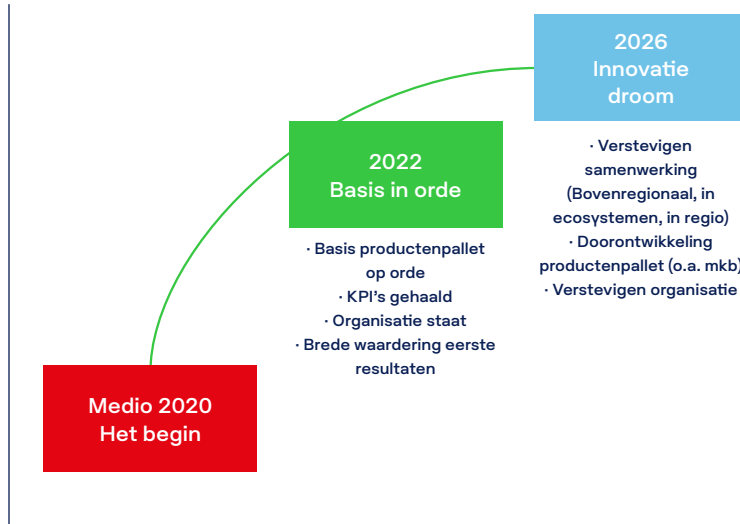 2026
Innovatie
droom
2022
Basis in orde
· Verstevigen
samenwerking
(Bovenregionaal, in
ecosystemen, in regio)
· Doorontwikkeling
productenpallet (o.a. mkb)
· Verstevigen organisatie
· Basis productenpallet
op orde
· KPI's gehaald
· Organisatie staat
· Brede waardering eerste
resultaten
Medio 2020
Het begin